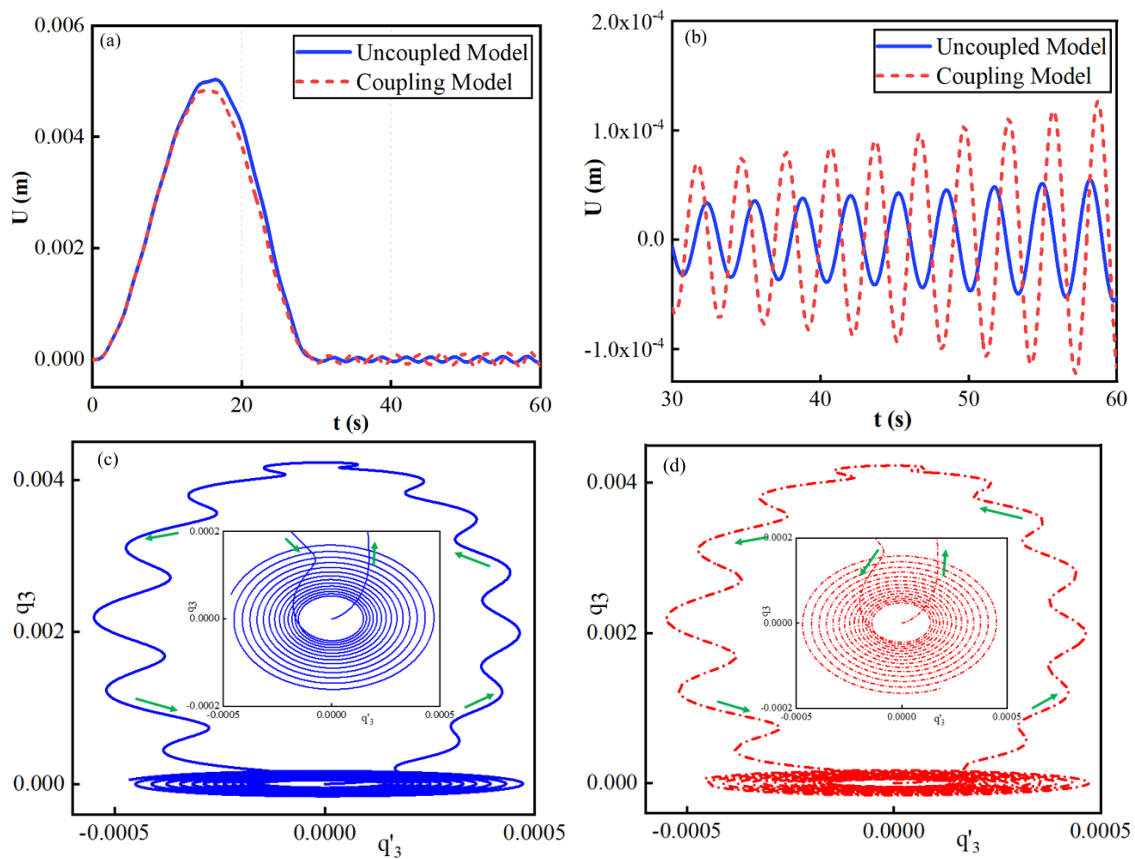 (a)
Uncoupled Model
Coupling Model
0.006
0.004
0.002
0.000
U (m)
0
20
40
60
t (s)
(b)
Uncoupled Model
Coupling Model
2.0x10⁻⁴
1.0x10⁻⁴
0.0
-1.0x10⁻⁴
U (m)
30
40
50
60
t (s)
(c)
0.004
0.002
0.000
q₃
-0.0005
0.0000
0.0005
q'₃
0.0002
0.0000
-0.0002
q₃
-0.0005
0.0000
q'₃
0.0005
(d)
0.004
0.002
0.000
q₃
-0.0005
0.0000
0.0005
q'₃
0.0002
0.0000
-0.0002
q₃
-0.0005
0.0000
q'₃
0.0005